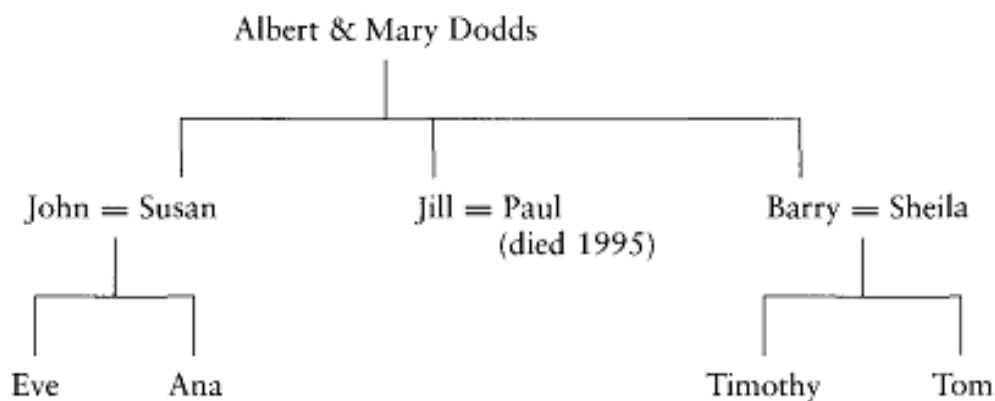 Albert & Mary Dodds
John = Susan
Jill = Paul
(died 1995)
Barry = Sheila
Eve
Ana
Timothy
Tom